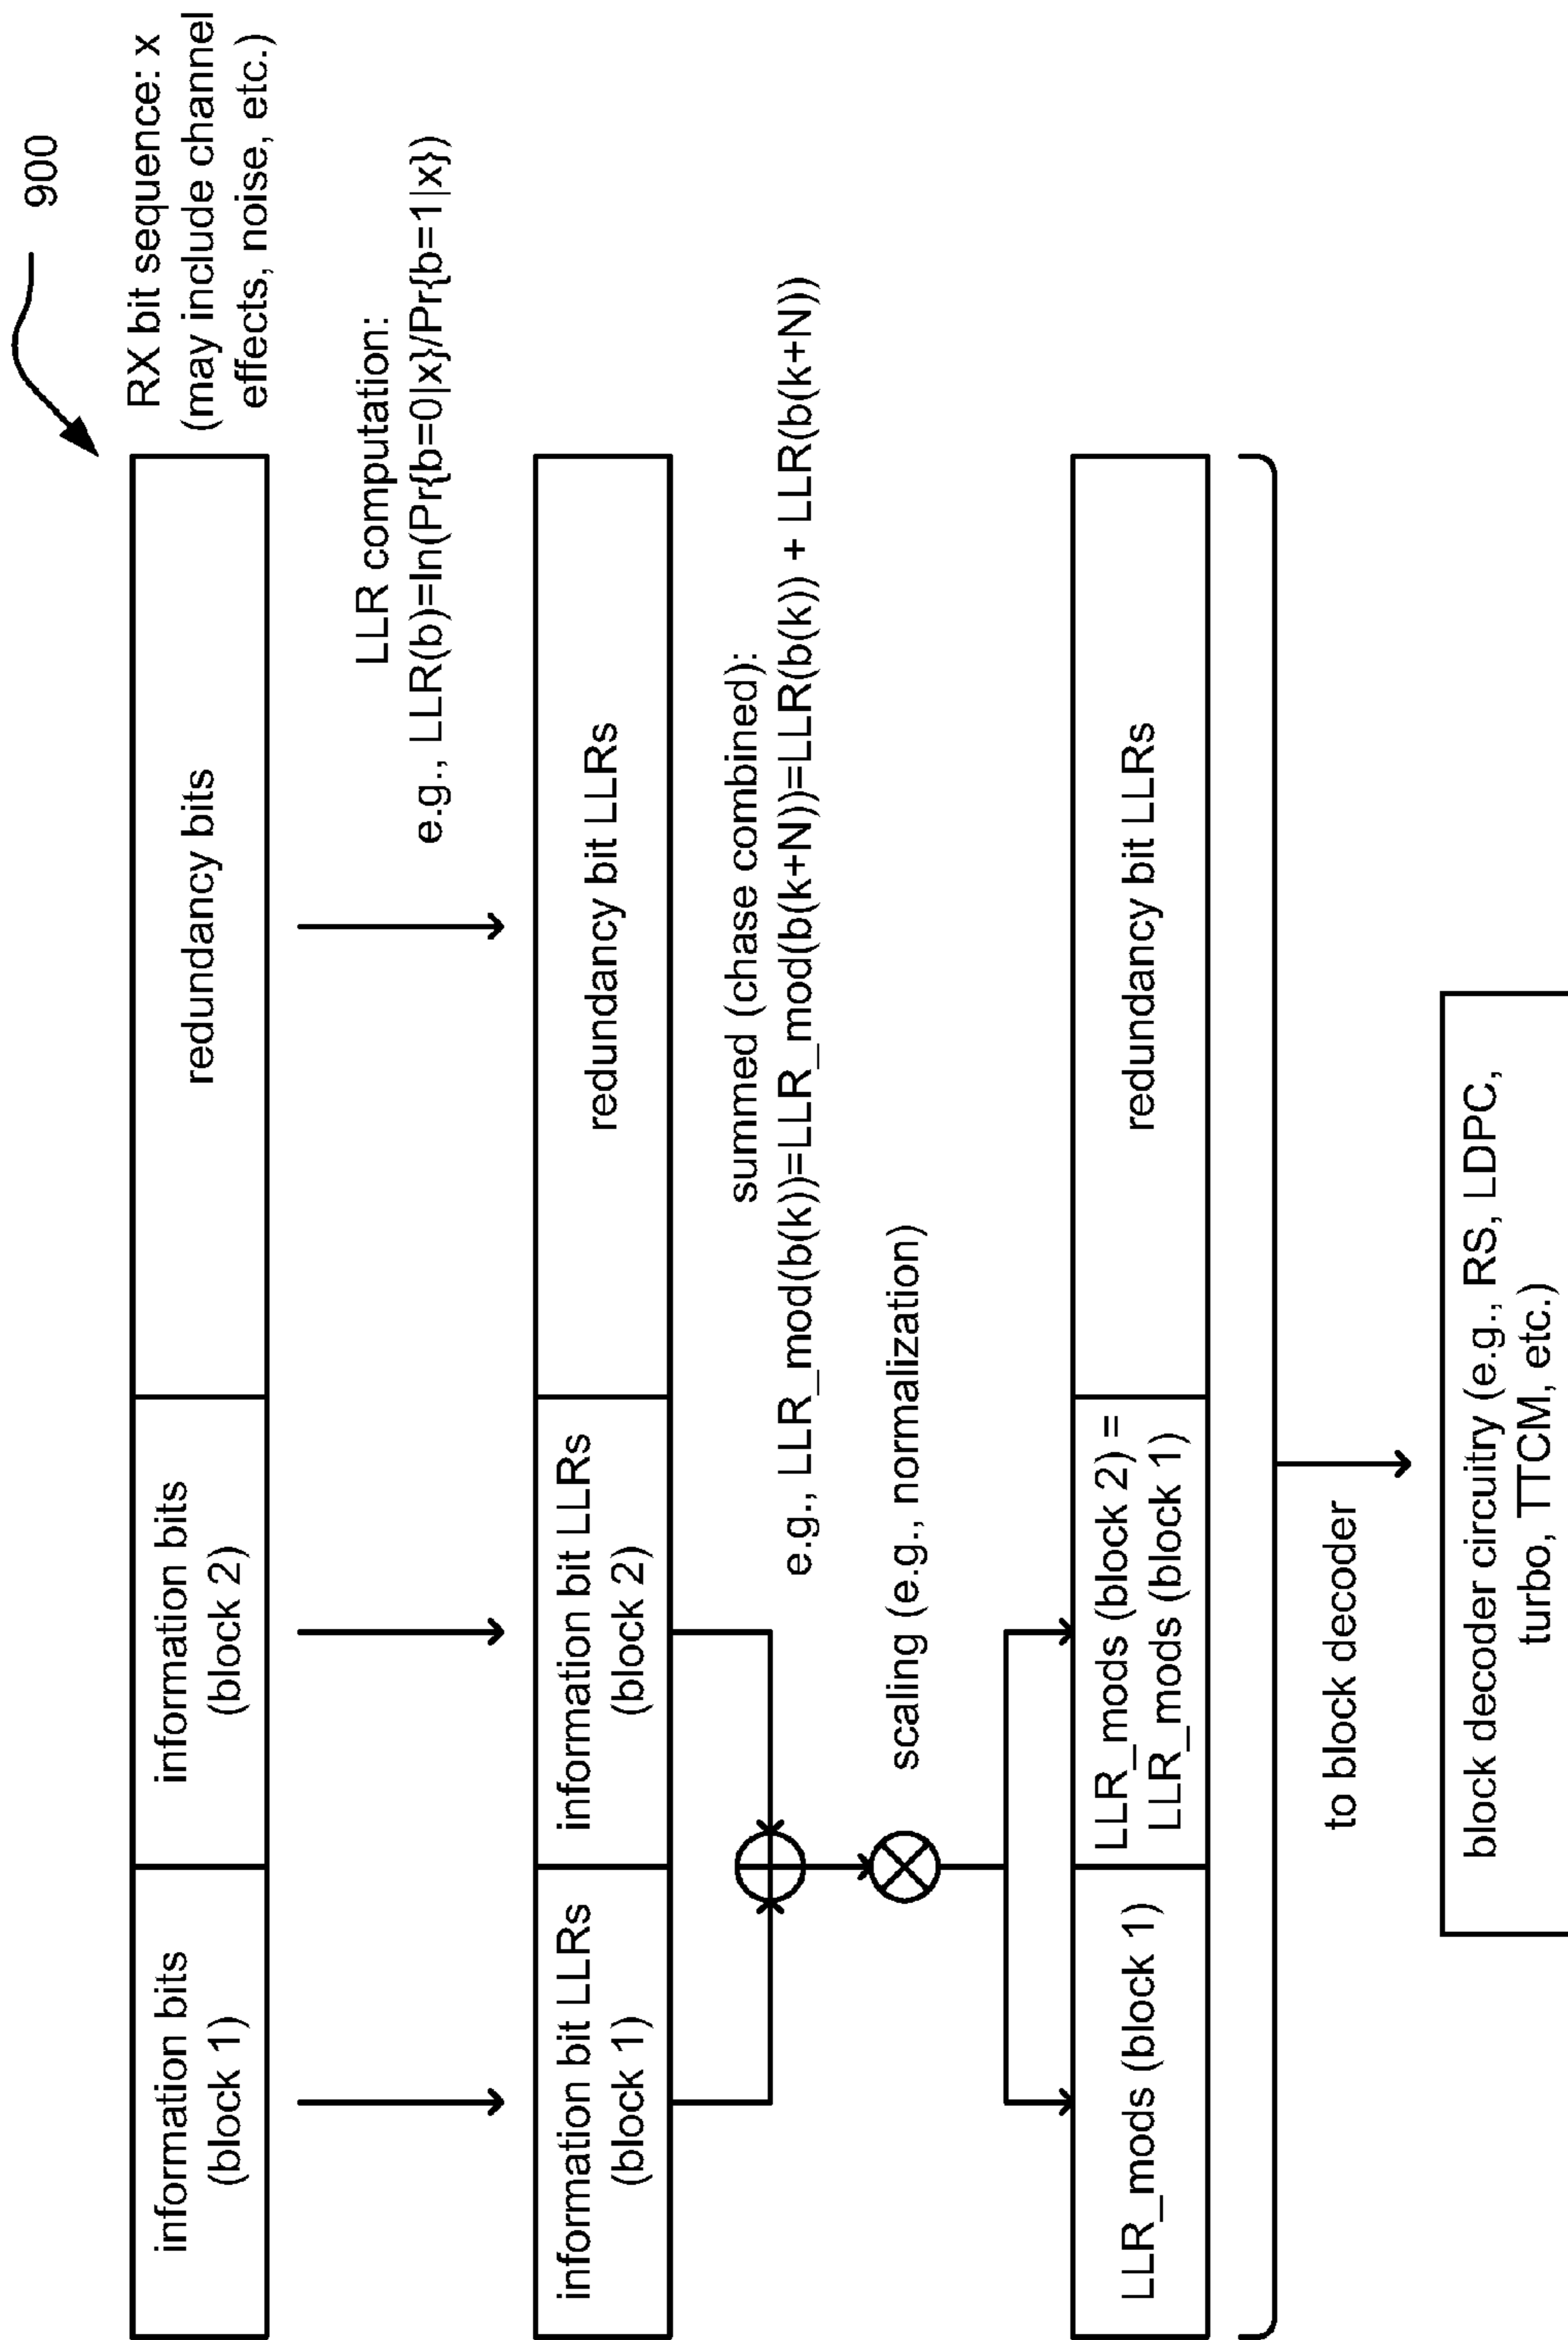 900
RX bit sequence: x
(may include channel
effects, noise, etc.)
information bits
(block 1)
information bits
(block 2)
redundancy bits
LLR computation:
e.g., LLR(b)=ln(Pr{b=0|x}/Pr{b=1|x})
information bit LLRs
(block 1)
information bit LLRs
(block 2)
redundancy bit LLRs
summed (chase combined):
e.g., LLR_mod(b(k))=LLR_mod(b(k+N))=LLR(b(k)) + LLR(b(k+N))
scaling (e.g., normalization)
LLR_mods (block 1)
LLR_mods (block 2) =
LLR_mods (block 1)
redundancy bit LLRs
to block decoder
block decoder circuitry (e.g., RS, LDPC,
turbo, TTCM, etc.)